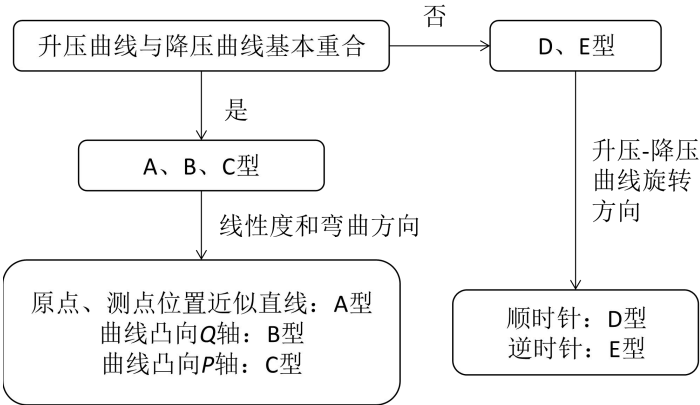 升压曲线与降压曲线基本重合
否
D、E型
是
A、B、C型
升压-降压
曲线旋转
方向
线性度和弯曲方向
原点、测点位置近似直线：A型
曲线凸向Q轴：B型
曲线凸向P轴：C型
顺时针：D型
逆时针：E型